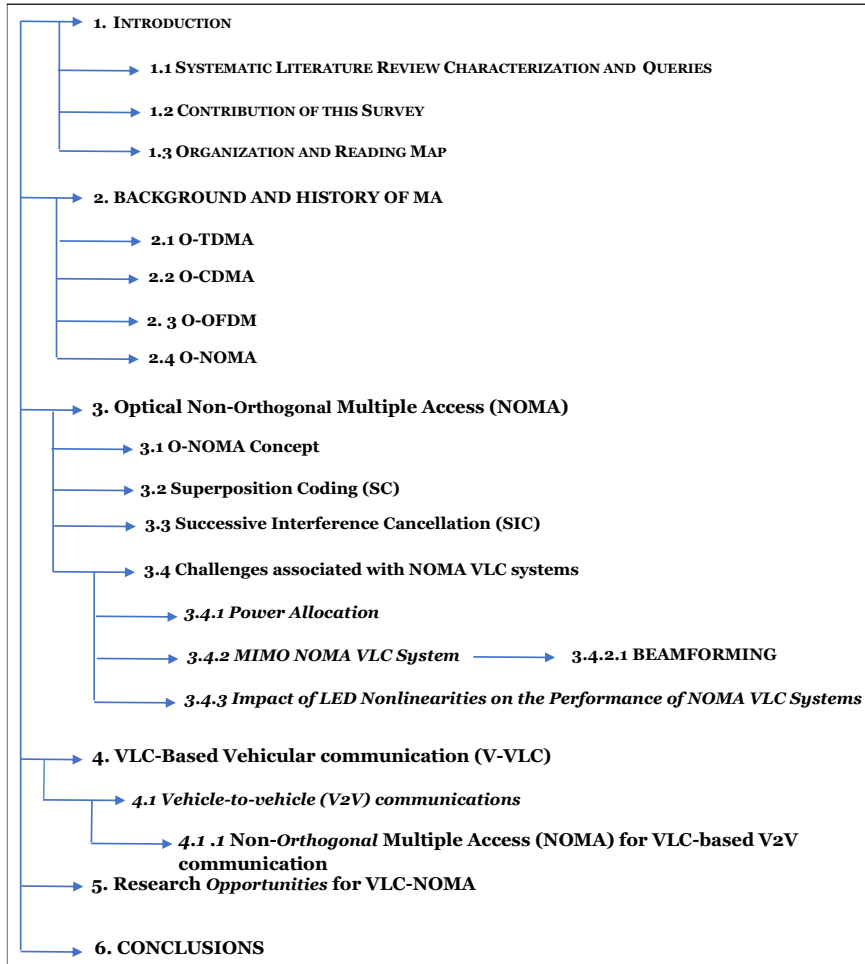 1. Introduction
1.1 Systematic Literature Review Characterization and Queries
1.2 Contribution of this Survey
1.3 Organization and Reading Map
2. BACKGROUND AND HISTORY OF MA
2.1 O-TDMA
2.2 O-CDMA
2. 3 O-OFDM
2.4 O-NOMA
3. Optical Non-Orthogonal Multiple Access (NOMA)
3.1 O-NOMA Concept
3.2 Superposition Coding (SC)
3.3 Successive Interference Cancellation (SIC)
3.4 Challenges associated with NOMA VLC systems
3.4.1 Power Allocation
3.4.2 MIMO NOMA VLC System 3.4.2.1 BEAMFORMING
3.4.3 Impact of LED Nonlinearities on the Performance of NOMA VLC Systems
4. VLC-Based Vehicular communication (V-VLC)
4.1 Vehicle-to-vehicle (V2V) communications
4.1 .1 Non-Orthogonal Multiple Access (NOMA) for VLC-based V2V
communication
5. Research Opportunities for VLC-NOMA
6. CONCLUSIONS